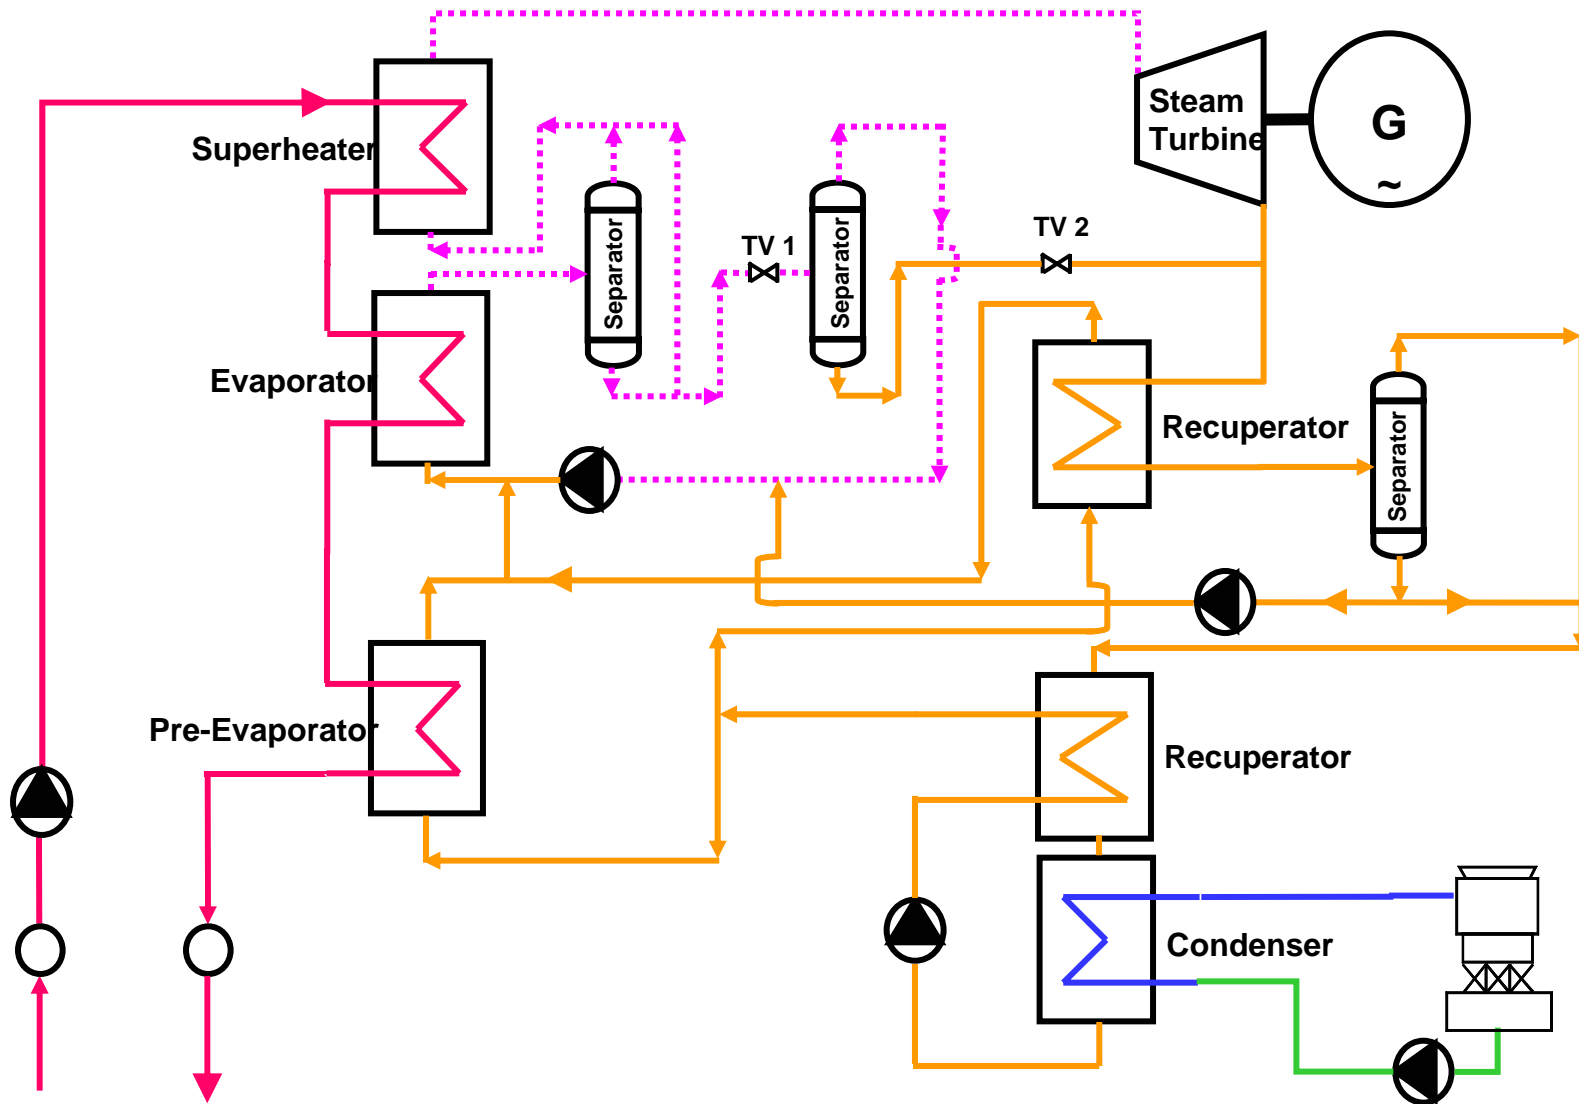 Steam
Turbine
G
~
Superheater
Separator
TV 1
Separator
TV 2
Evaporator
Recuperator
Separator
Pre-Evaporator
Recuperator
Condenser